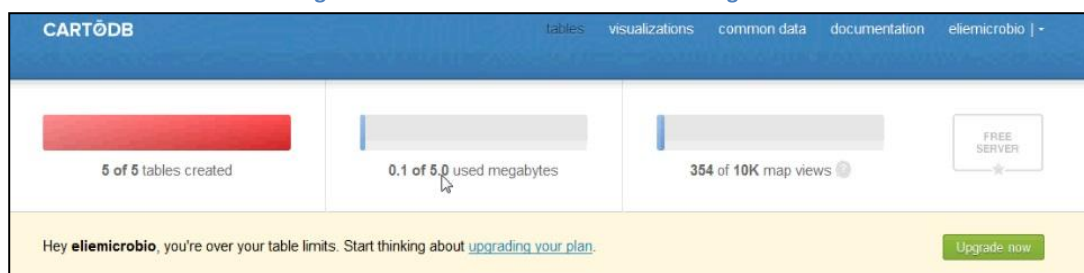 CARTODB tables visualizations common data documentation eliemicrobio | -
5 of 5 tables created 0.1 of 5.0 used megabytes 354 of 10K map views ?
FREE
SERVER
Hey eliemicrobio, you're over your table limits. Start thinking about upgrading your plan. Upgrade now